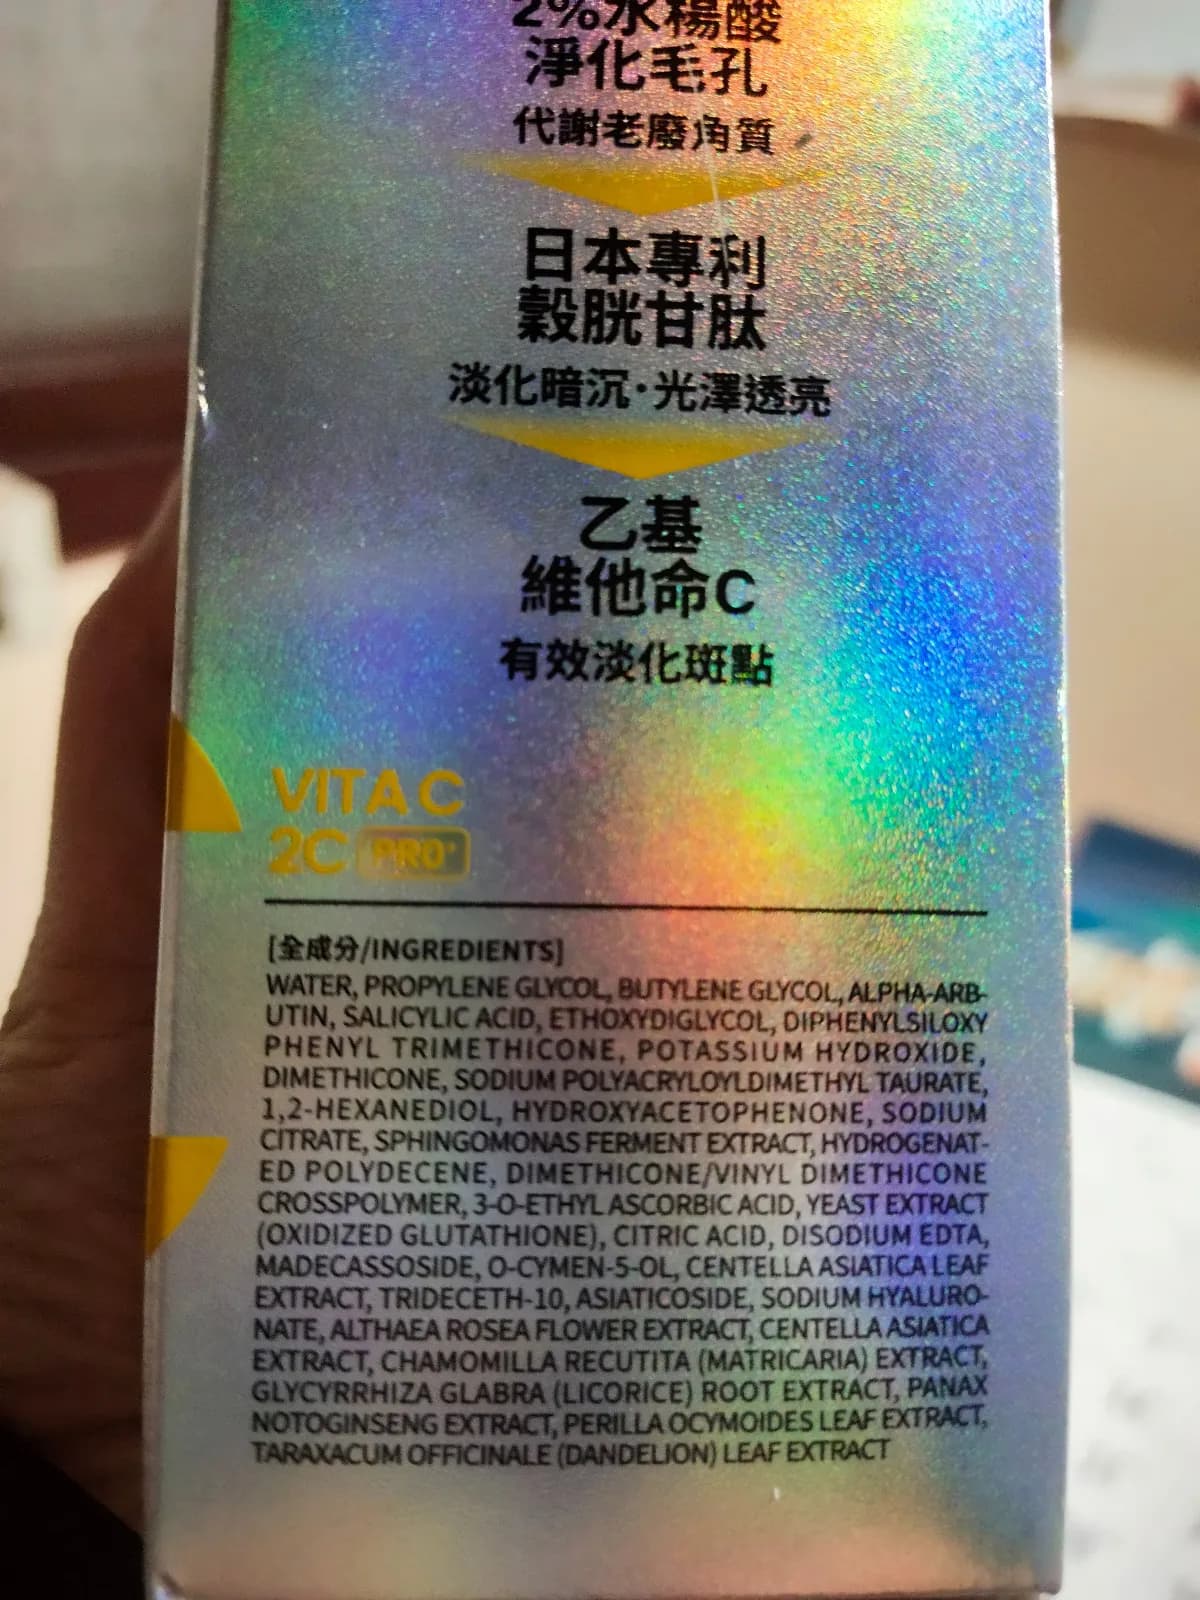 2%水楊酸
淨化毛孔
代謝老廢角質
日本專利
穀胱甘肽
淡化暗沉·光澤透亮
乙基
維他命C
有效淡化斑點
VITA C
2C PRO+
[全成分/INGREDIENTS]
WATER, PROPYLENE GLYCOL, BUTYLENE GLYCOL, ALPHA-ARB-
UTIN, SALICYLIC ACID, ETHOXYDIGLYCOL, DIPHENYLSILOXY
PHENYL TRIMETHICONE, POTASSIUM HYDROXIDE,
DIMETHICONE, SODIUM POLYACRYLOYLDIMETHYL TAURATE,
1,2-HEXANEDIOL, HYDROXYACETOPHENONE, SODIUM
CITRATE, SPHINGOMONAS FERMENT EXTRACT, HYDROGENAT-
ED POLYDECENE, DIMETHICONE/VINYL DIMETHICONE
CROSSPOLYMER, 3-O-ETHYL ASCORBIC ACID, YEAST EXTRACT
(OXIDIZED GLUTATHIONE), CITRIC ACID, DISODIUM EDTA,
MADECASSOSIDE, O-CYMEN-5-OL, CENTELLA ASIATICA LEAF
EXTRACT, TRIDECETH-10, ASIATICOSIDE, SODIUM HYALURO-
NATE, ALTHAEA ROSEA FLOWER EXTRACT, CENTELLA ASIATICA
EXTRACT, CHAMOMILLA RECUTITA (MATRICARIA) EXTRACT,
GLYCYRRHIZA GLABRA (LICORICE) ROOT EXTRACT, PANAX
NOTOGINSENG EXTRACT, PERILLA OCYMOIDES LEAF EXTRACT,
TARAXACUM OFFICINALE (DANDELION) LEAF EXTRACT